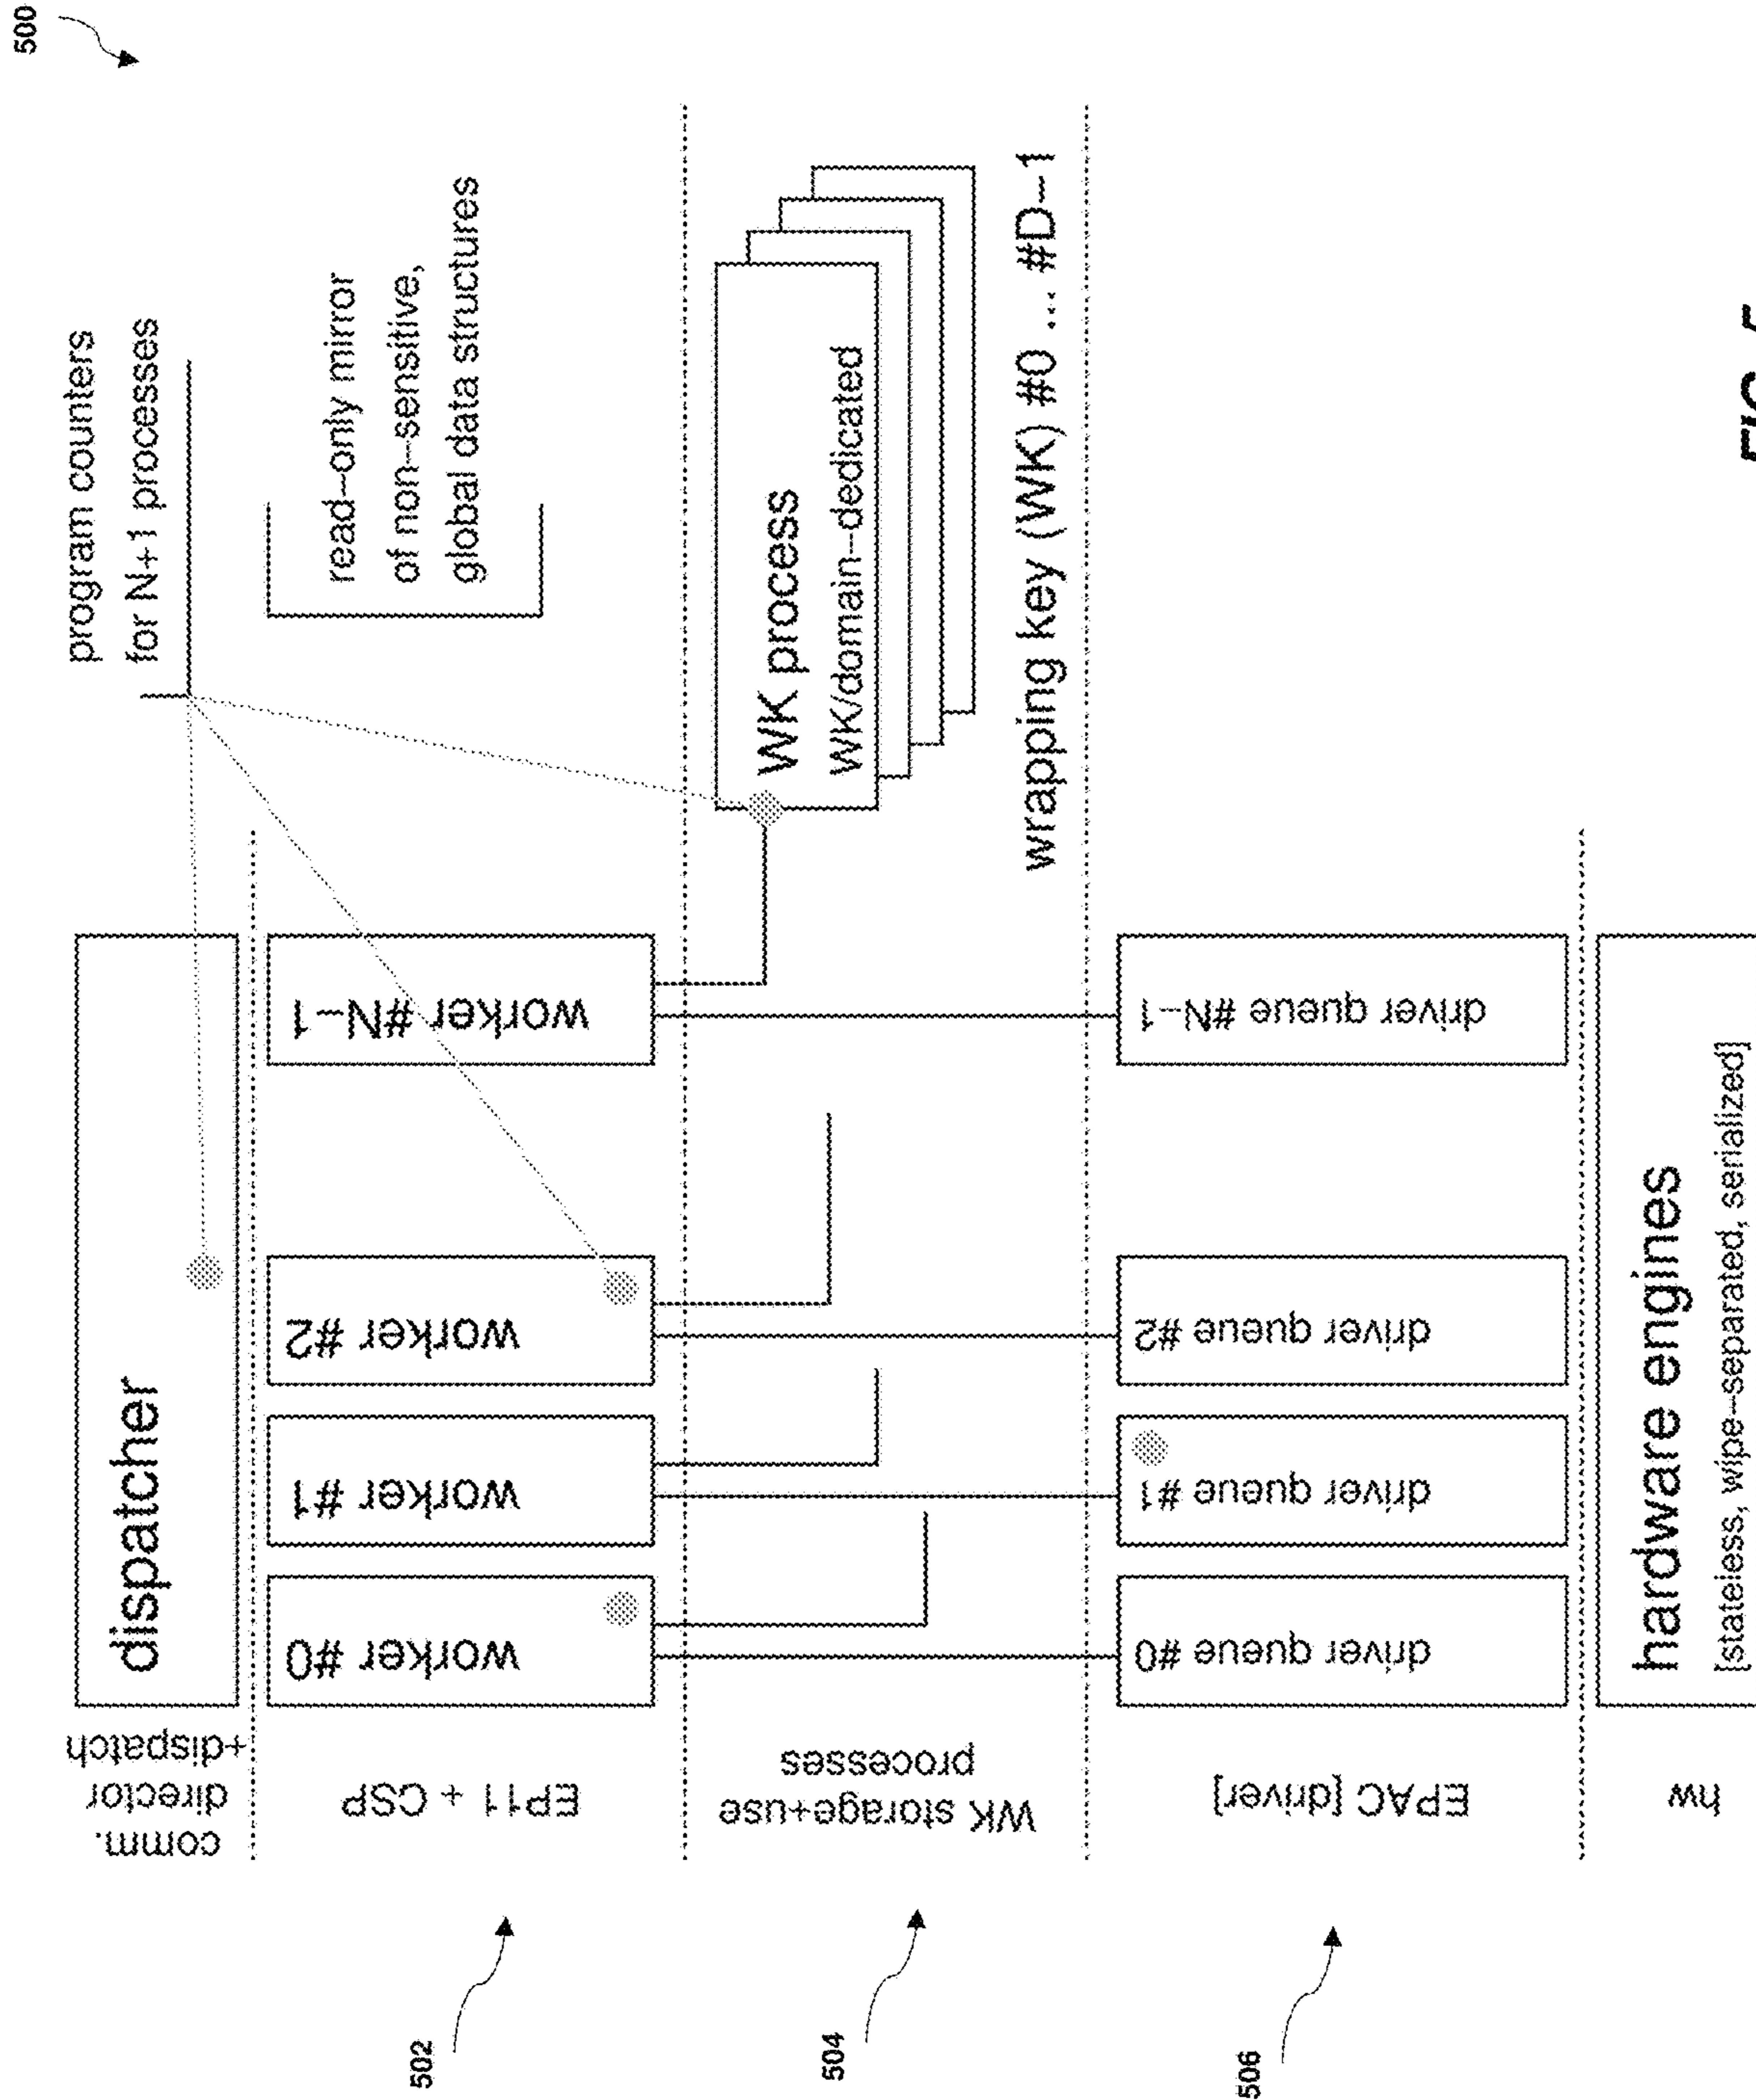 500
program counters
for N+1 processes
read-only mirror
of non-sensitive,
global data structures
dispatcher
comm.
director
+dispatch
worker #0
worker #1
worker #2
worker #N-1
EP11 + CSP
502
WK process
WK/domain-dedicated
wrapping key (WK) #0 ... #D-1
WK storage+use
processes
504
driver queue #0
driver queue #1
driver queue #2
driver queue #N-1
EPAC [driver]
506
hardware engines
[stateless, wipe-separated, serialized]
hw